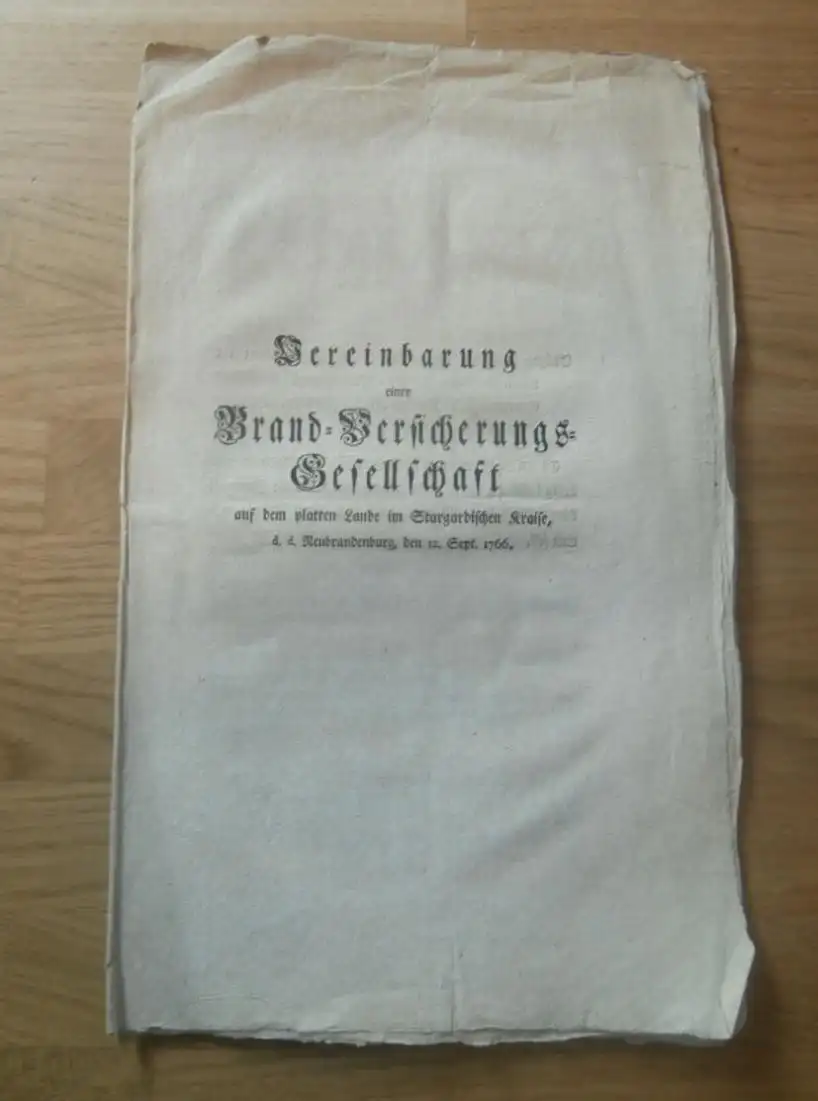 Vereinbarung
einer
Brand-Versicherungs-
Gesellschaft
auf dem platten Lande im Stargardischen Kraise,
d. d. Neubrandenburg, den 12. Sept. 1766.